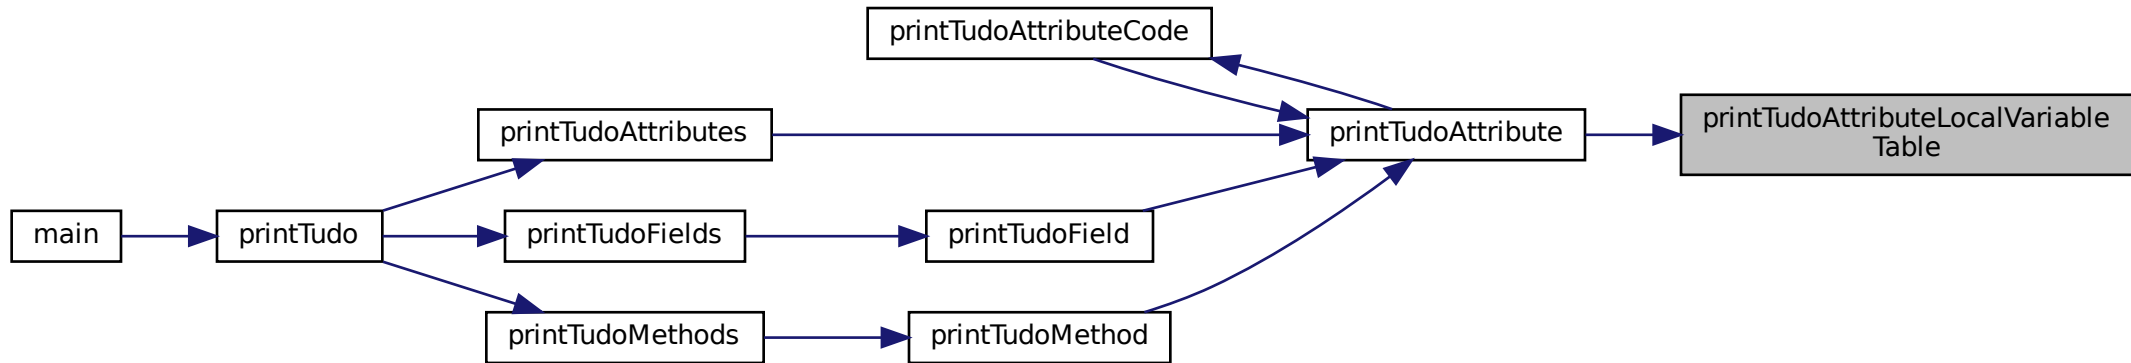 printTudoAttributeCode
printTudoAttributes
printTudoAttribute
printTudoAttributeLocalVariable
Table
main
printTudo
printTudoFields
printTudoField
printTudoMethods
printTudoMethod